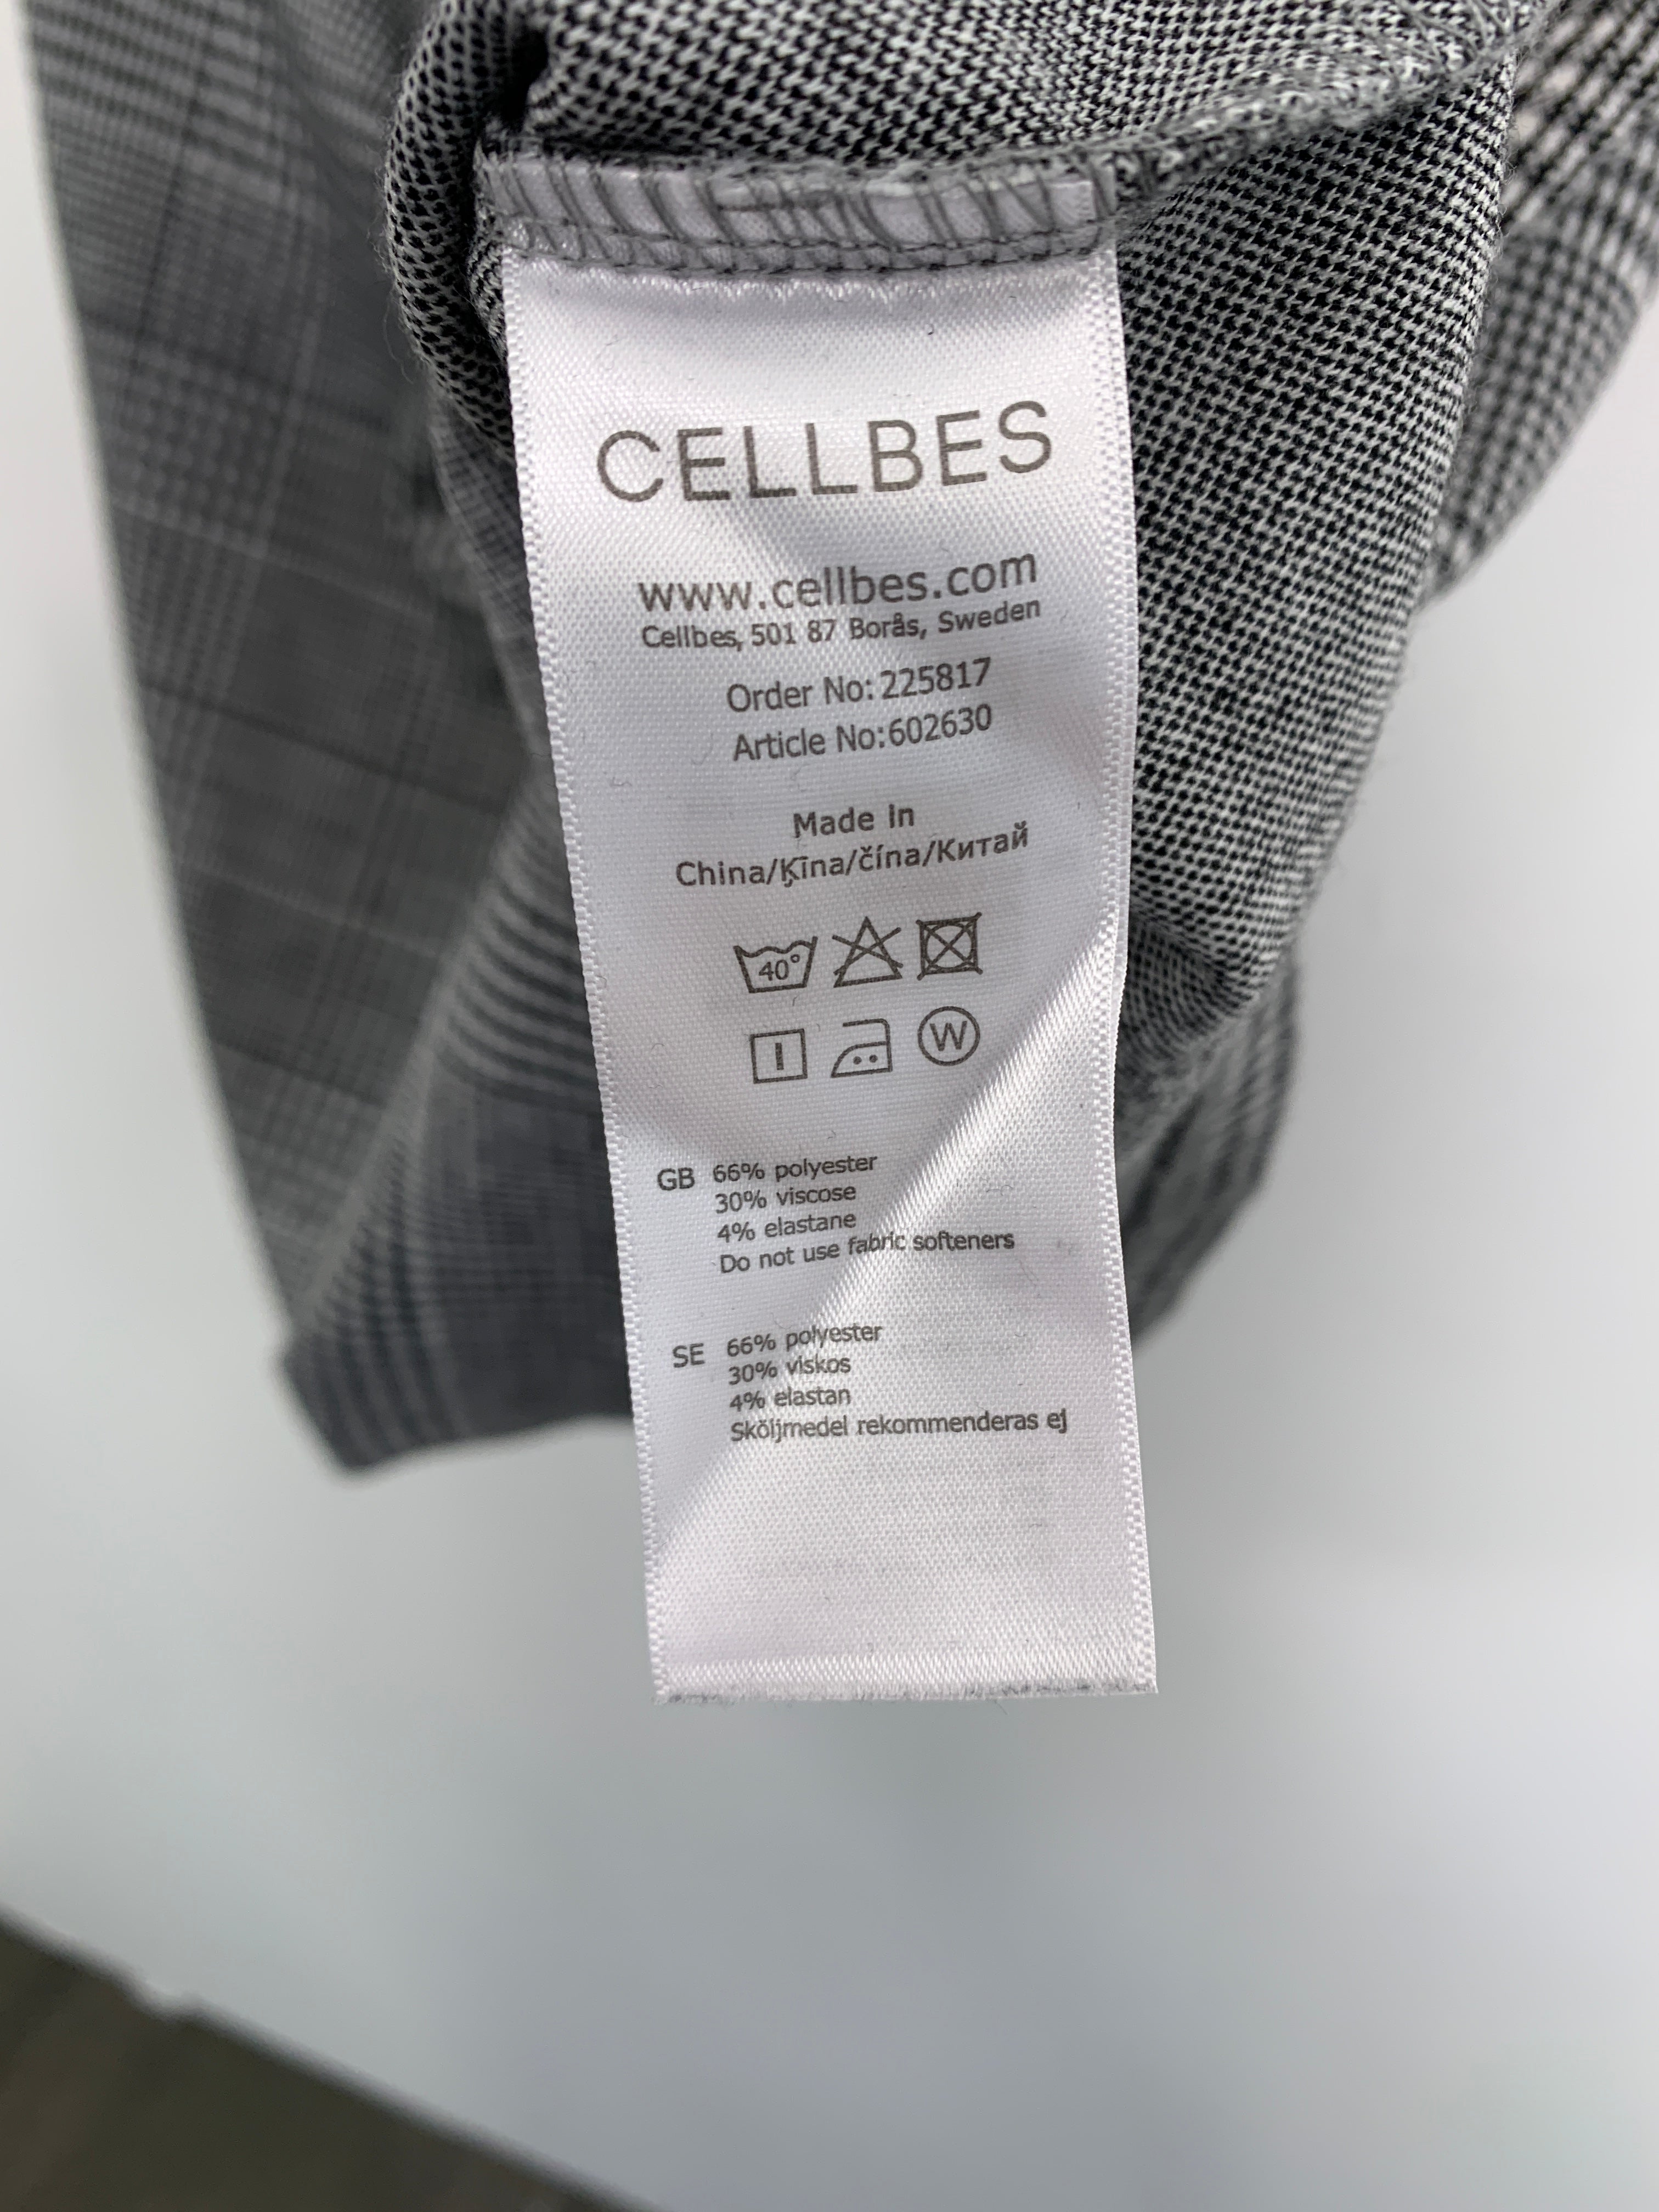 CELLBES
www.cellbes.com
Cellbes, 501 87 Borås, Sweden
Order No: 225817
Article No:602630
Made In
China/Ķīna/čína/Китай
40°
W
GB 66% polyester
30% viscose
4% elastane
Do not use fabric softeners
SE 66% polyester
30% viskos
4% elastan
Sköljmedel rekommenderas ej